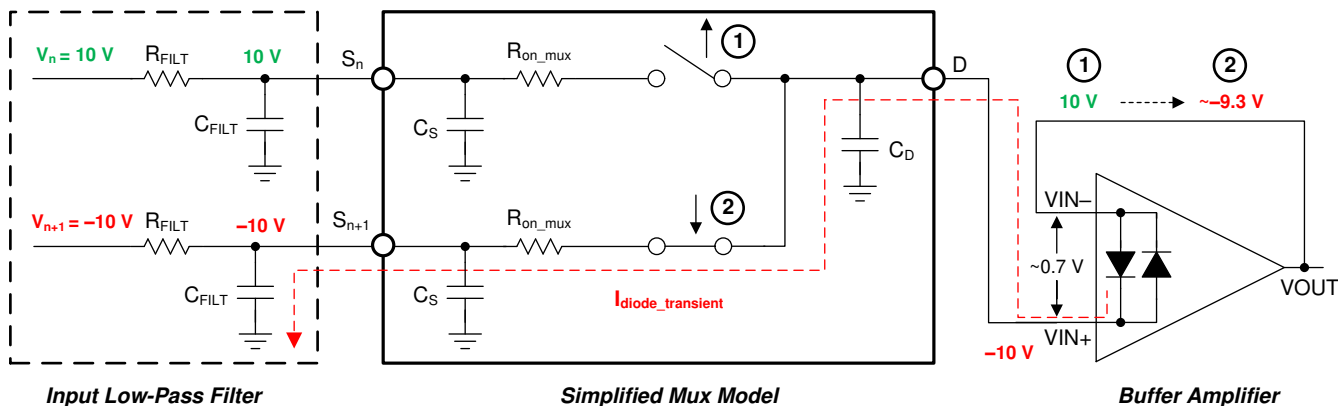 Vn = 10 V
RFILT
10 V
Sn
Ron_mux
1
D
1
2
10 V
~–9.3 V
CFILT
CS
CD
2
Vn+1 = –10 V
RFILT
–10 V
Sn+1
Ron_mux
VIN–
~0.7 V
VOUT
CFILT
CS
Idiode_transient
VIN+
–10 V
Input Low-Pass Filter
Simplified Mux Model
Buffer Amplifier